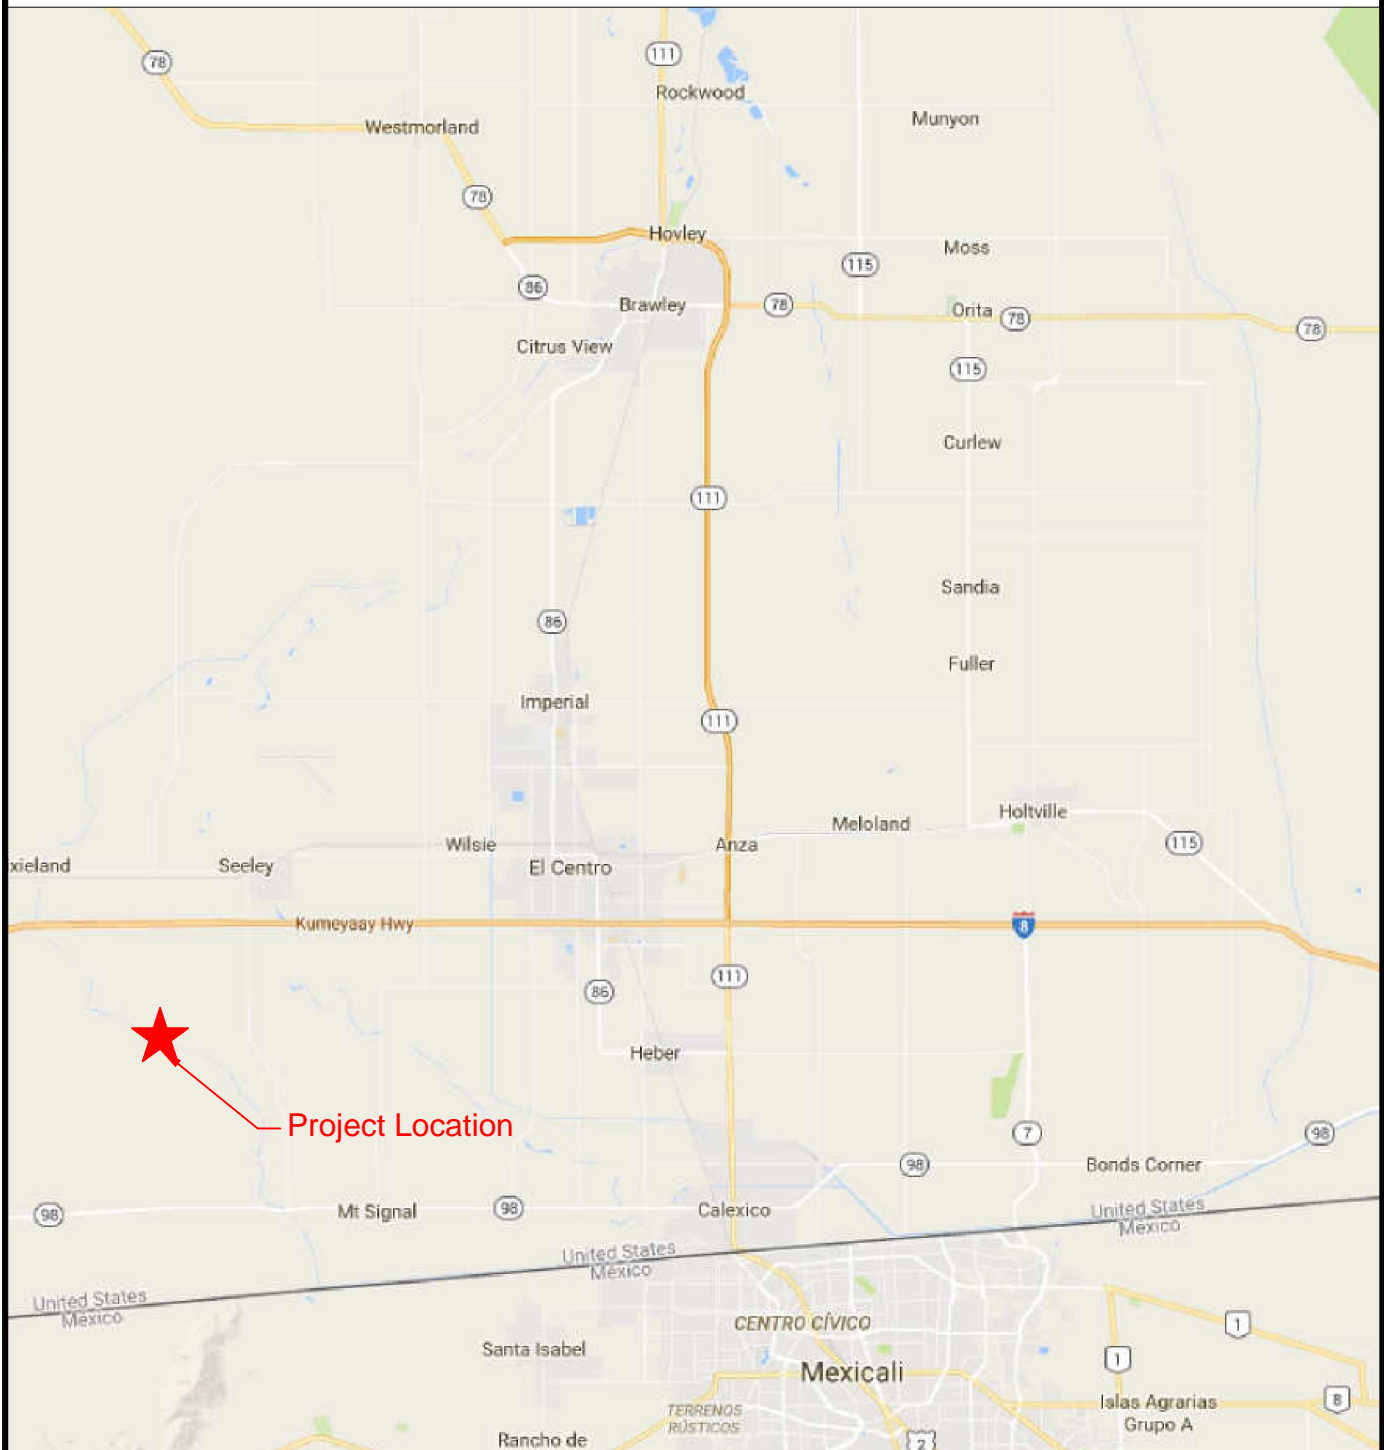 78
111
Rockwood
Munyon
Westmorland
78
Hovley
Moss
115
86
Brawley
78
Orita
78
78
Citrus View
115
Curlew
111
Sandia
86
Fuller
Imperial
111
Holtville
Meloland
115
Wilsie
Anza
xieland
Seeley
El Centro
Kumeyaay Hwy
8
111
86
Heber
Project Location
7
98
98
Bonds Corner
98
Mt Signal
98
Calexico
United States
Mexico
United States
México
United States
Mexico
CENTRO CÍVICO
1
Santa Isabel
1
Mexicali
8
Islas Agrarias
Grupo A
TERRENOS
RÚSTICOS
Rancho de
2